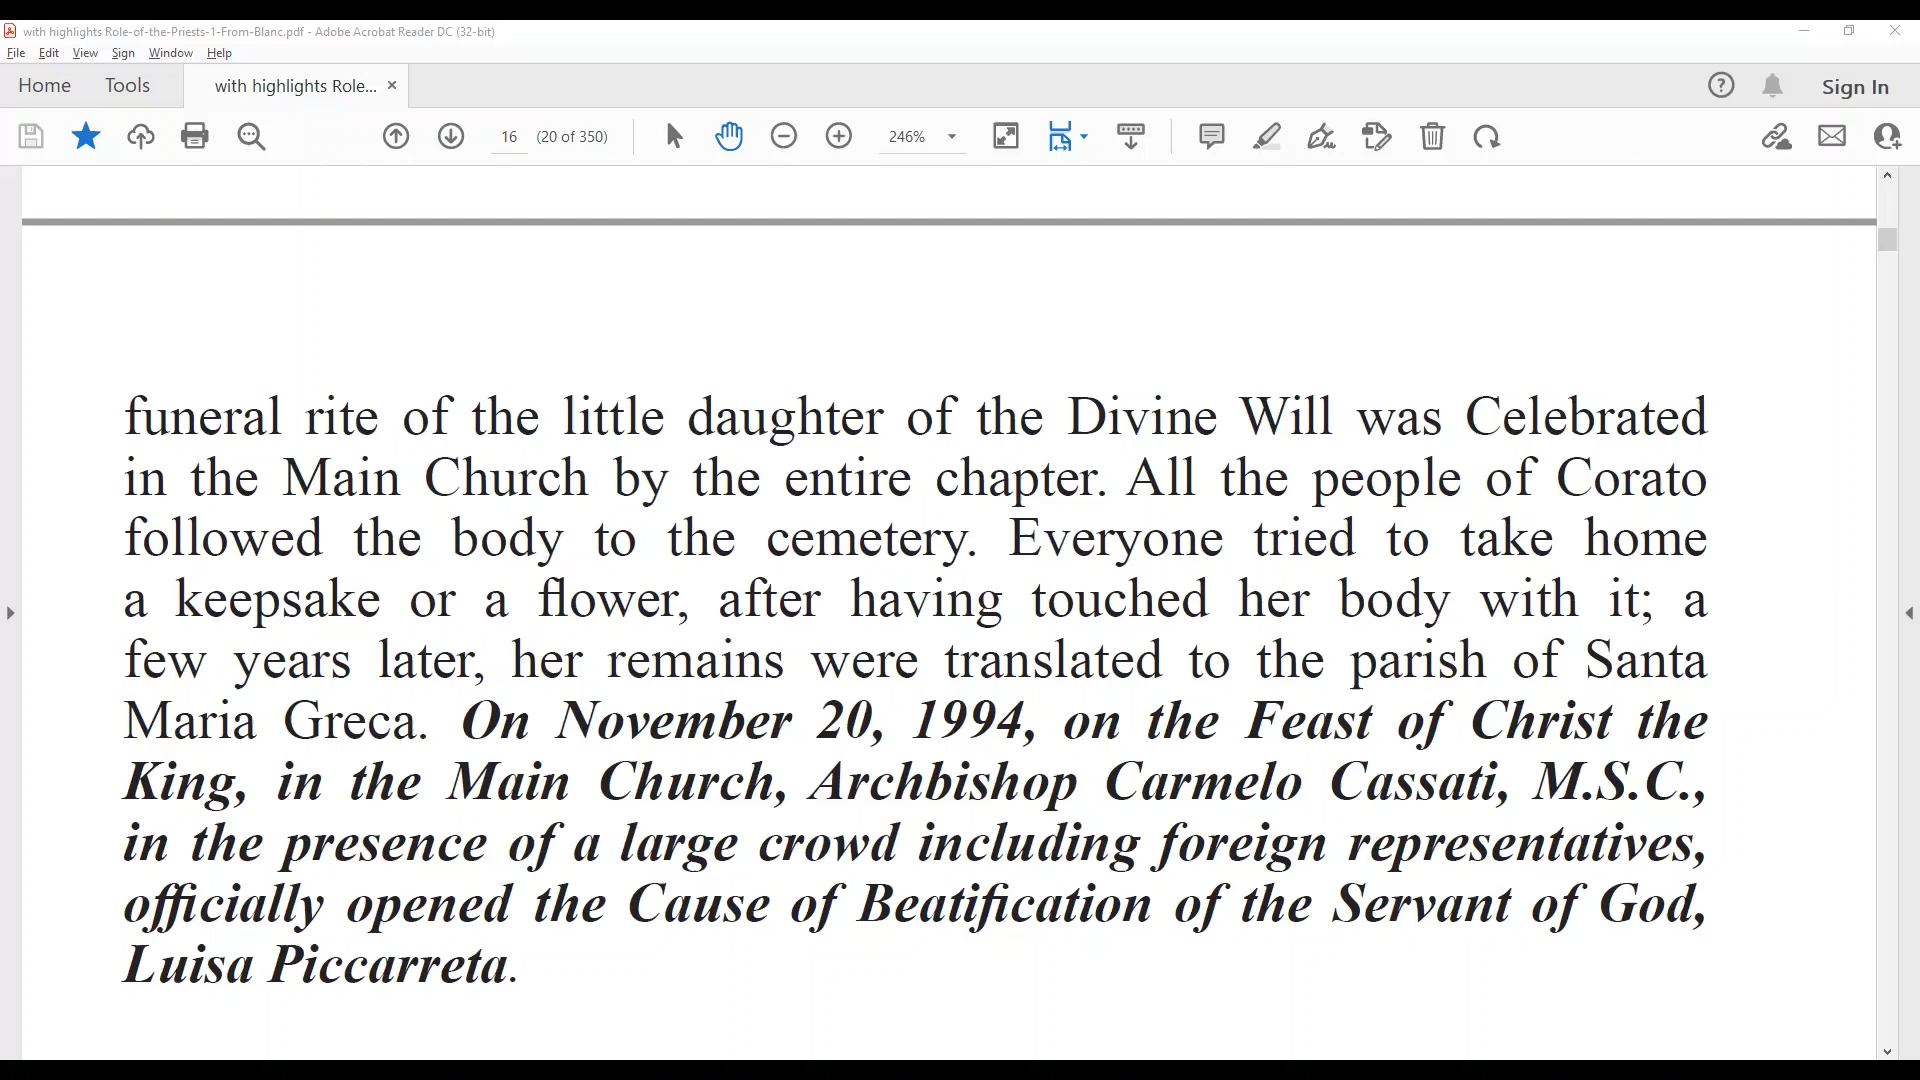 with highlights Role-of-the-Priests-1-From-Blanc.pdf - Adobe Acrobat Reader DC (32-bit)
File Edit View Sign Window Help
Home Tools with highlights Role... × Sign In
16 (20 of 350) 246%
funeral rite of the little daughter of the Divine Will was Celebrated
in the Main Church by the entire chapter. All the people of Corato
followed the body to the cemetery. Everyone tried to take home
a keepsake or a flower, after having touched her body with it; a
few years later, her remains were translated to the parish of Santa
Maria Greca. On November 20, 1994, on the Feast of Christ the
King, in the Main Church, Archbishop Carmelo Cassati, M.S.C.,
in the presence of a large crowd including foreign representatives,
officially opened the Cause of Beatification of the Servant of God,
Luisa Piccarreta.